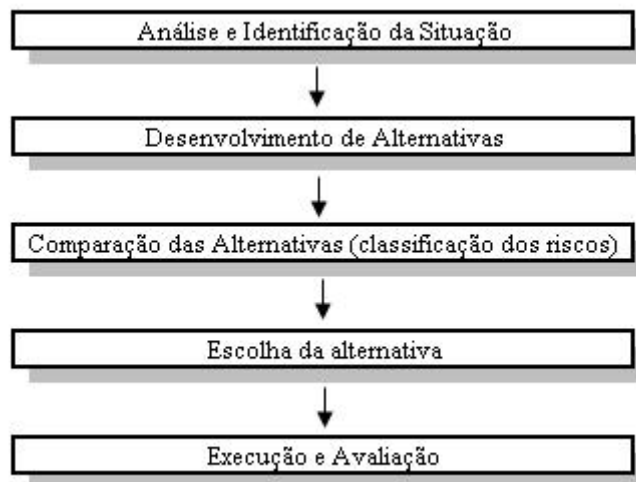 Análise e Identificação da Situação
Desenvolvimento de Alternativas
Comparação das Alternativas (classificação dos riscos)
Escolha da alternativa
Execução e Avaliação